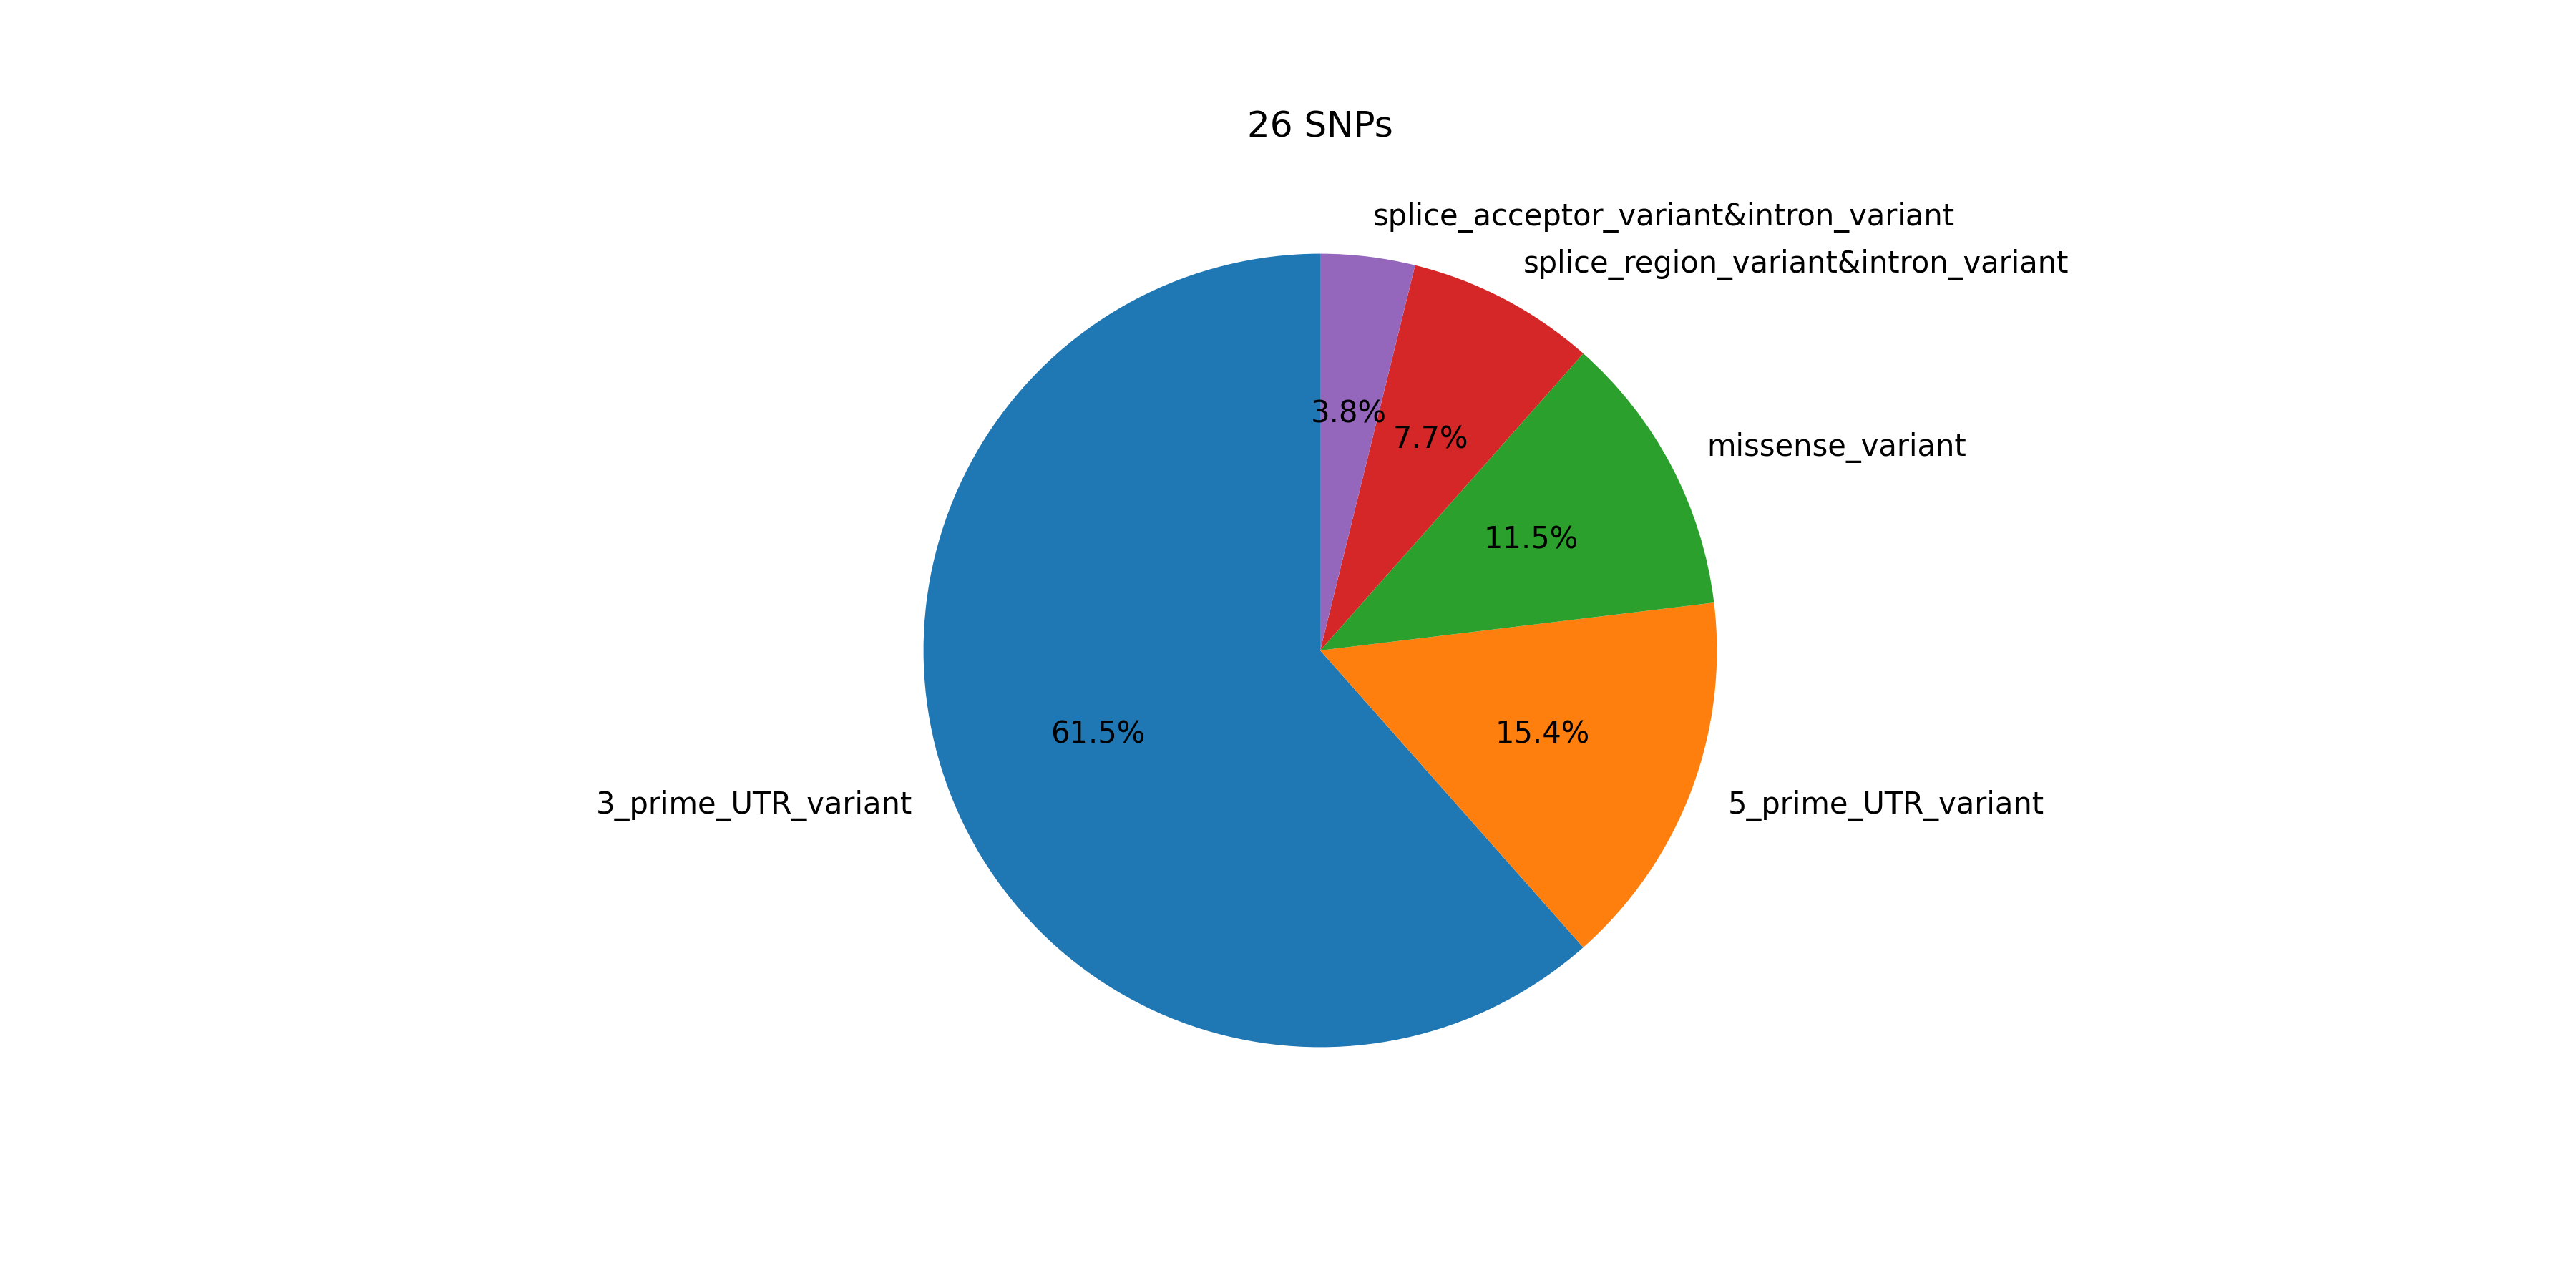 26 SNPs
splice_acceptor_variant&intron_variant
splice_region_variant&intron_variant
3.8%
7.7%
missense_variant
11.5%
61.5%
15.4%
3_prime_UTR_variant
5_prime_UTR_variant